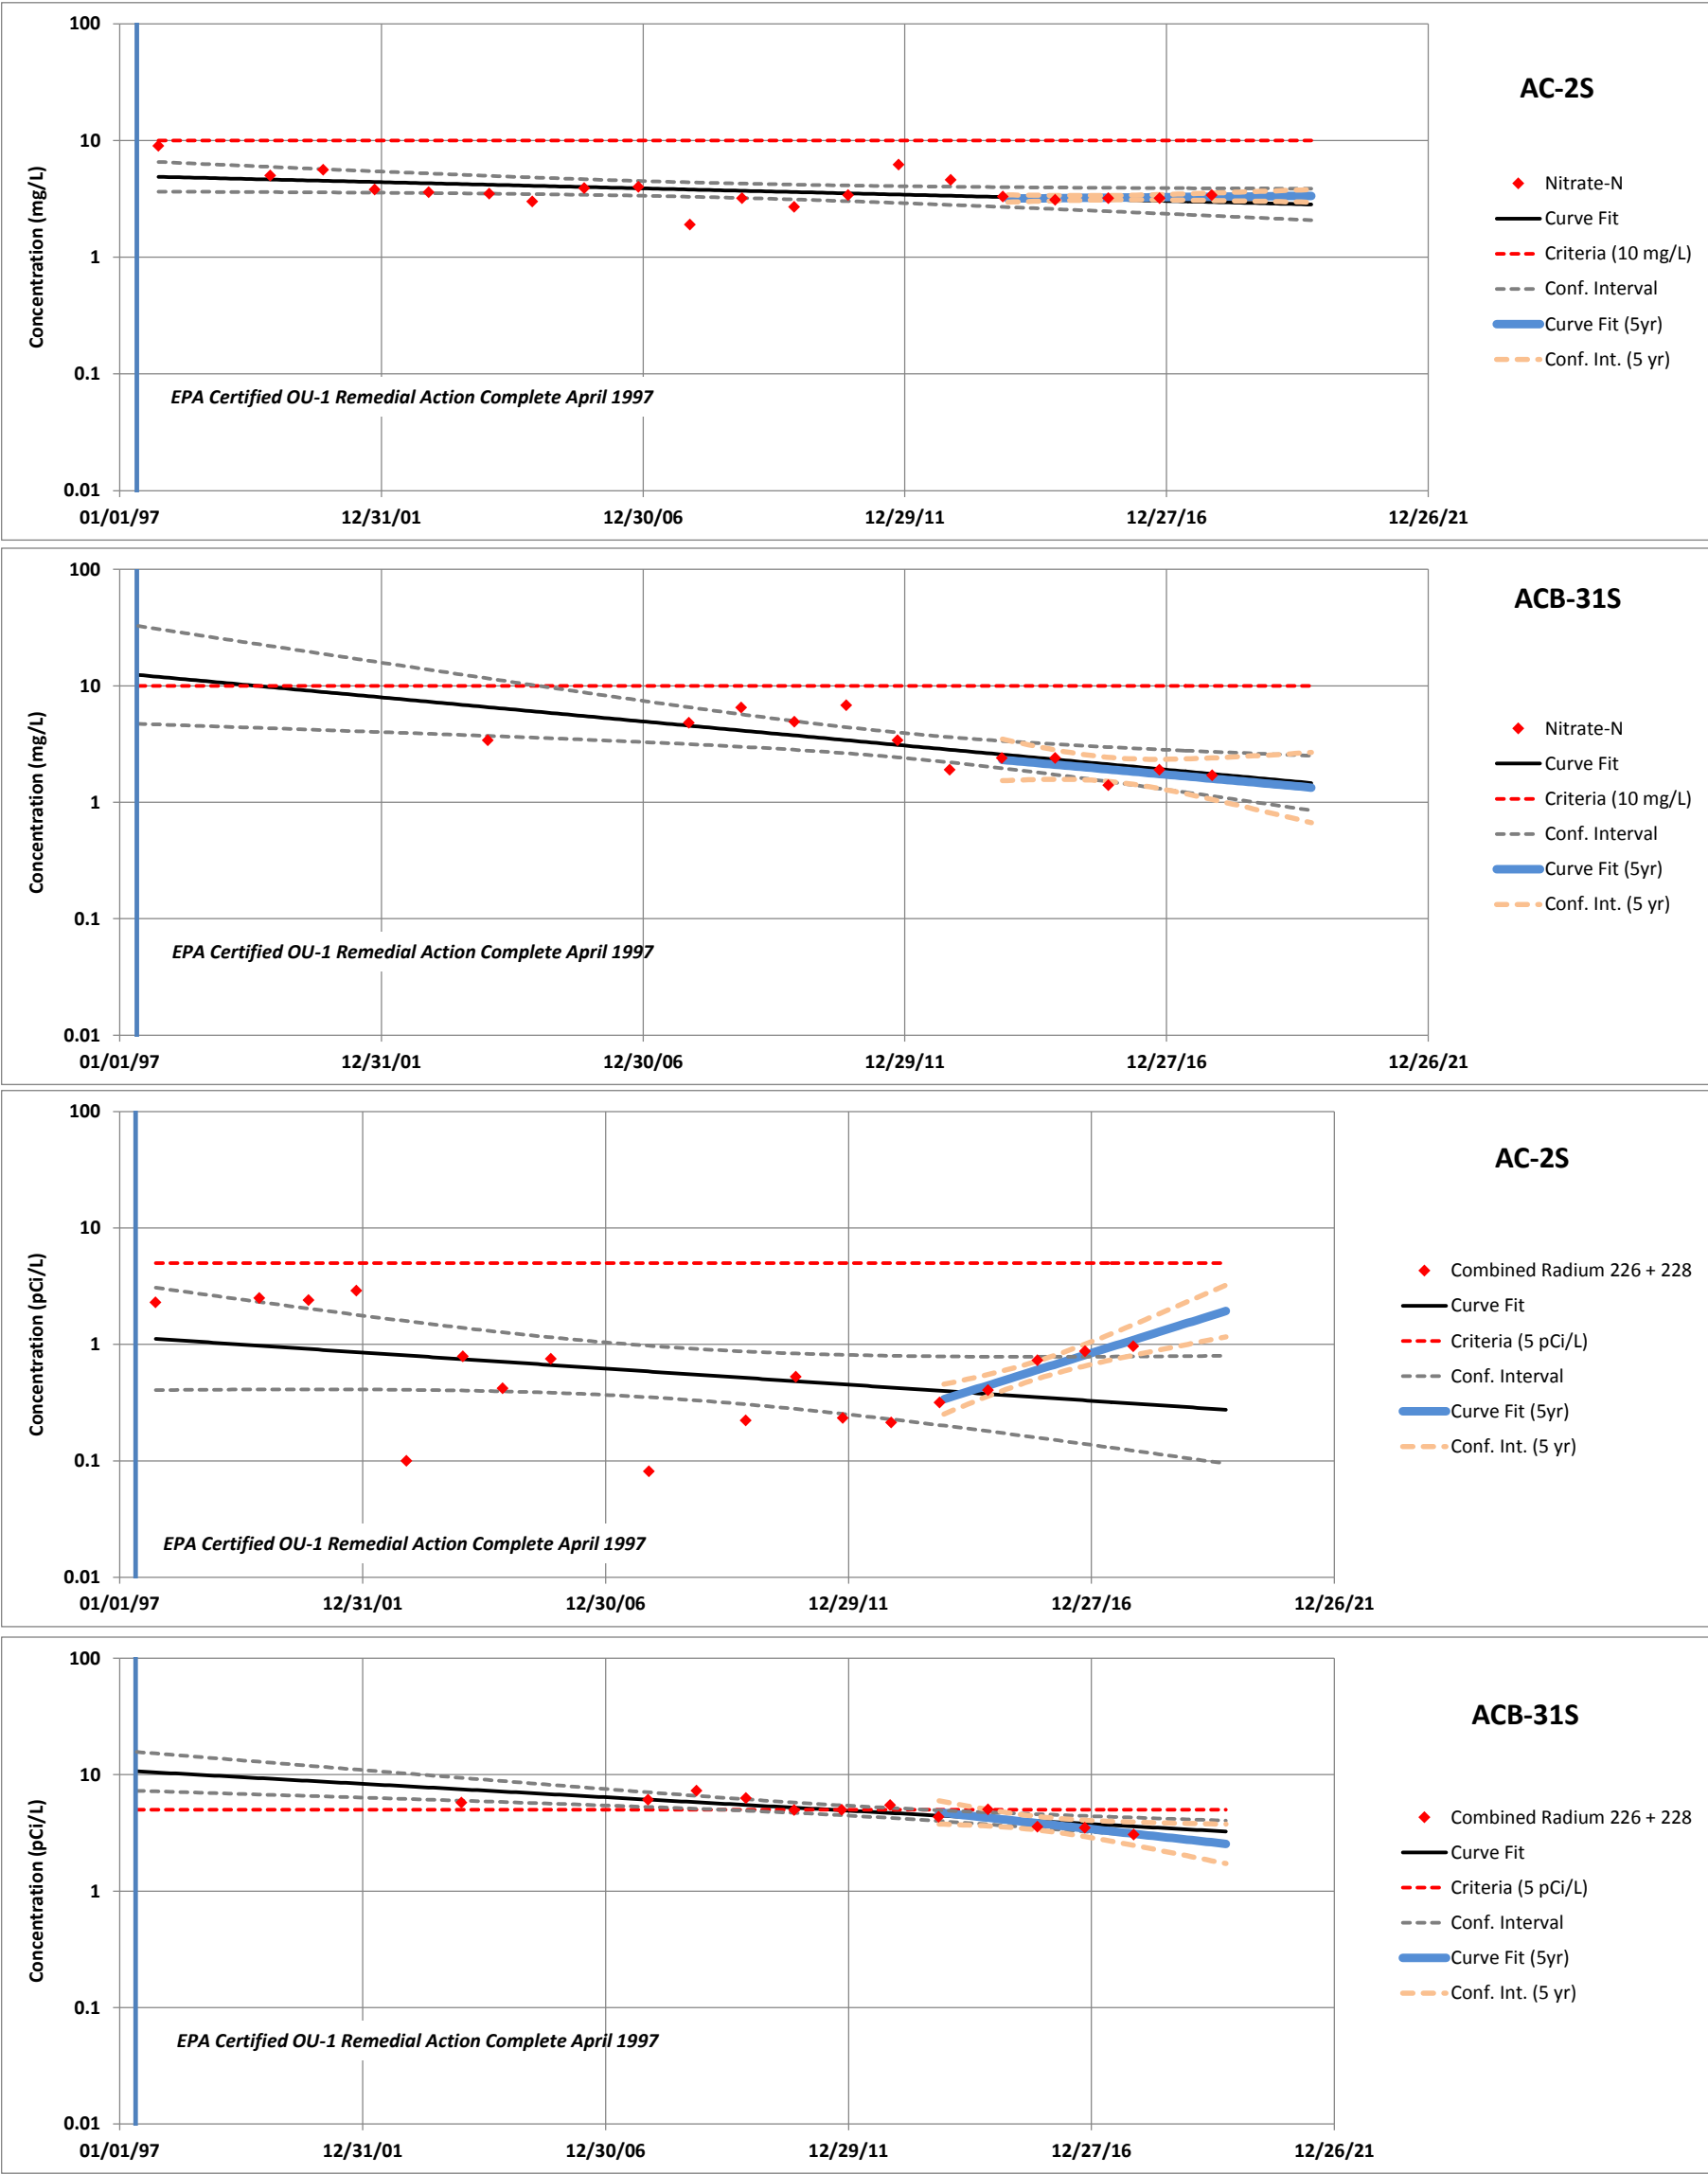 AC-2S
Concentration (mg/L)
100
10
1
0.1
0.01
EPA Certified OU-1 Remedial Action Complete April 1997
01/01/97 12/31/01 12/30/06 12/29/11 12/27/16 12/26/21
Nitrate-N
Curve Fit
Criteria (10 mg/L)
Conf. Interval
Curve Fit (5yr)
Conf. Int. (5 yr)
ACB-31S
Concentration (mg/L)
100
10
1
0.1
0.01
EPA Certified OU-1 Remedial Action Complete April 1997
01/01/97 12/31/01 12/30/06 12/29/11 12/27/16 12/26/21
Nitrate-N
Curve Fit
Criteria (10 mg/L)
Conf. Interval
Curve Fit (5yr)
Conf. Int. (5 yr)
AC-2S
Concentration (pCi/L)
100
10
1
0.1
0.01
EPA Certified OU-1 Remedial Action Complete April 1997
01/01/97 12/31/01 12/30/06 12/29/11 12/27/16 12/26/21
Combined Radium 226 + 228
Curve Fit
Criteria (5 pCi/L)
Conf. Interval
Curve Fit (5yr)
Conf. Int. (5 yr)
ACB-31S
Concentration (pCi/L)
100
10
1
0.1
0.01
EPA Certified OU-1 Remedial Action Complete April 1997
01/01/97 12/31/01 12/30/06 12/29/11 12/27/16 12/26/21
Combined Radium 226 + 228
Curve Fit
Criteria (5 pCi/L)
Conf. Interval
Curve Fit (5yr)
Conf. Int. (5 yr)